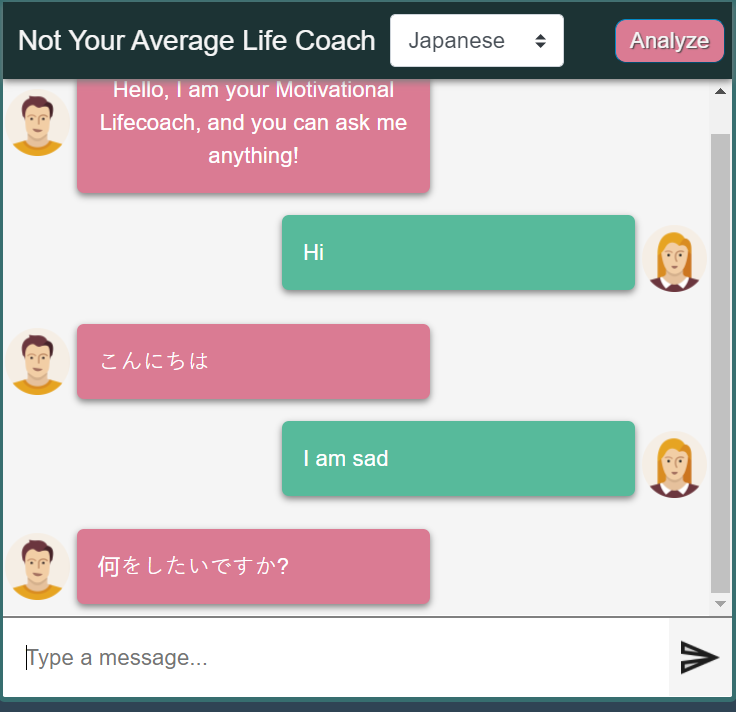 Not Your Average Life Coach Japanese Analyze
Hello, I am your Motivational
Lifecoach, and you can ask me
anything!
Hi
こんにちは
I am sad
何をしたいですか?
Type a message...